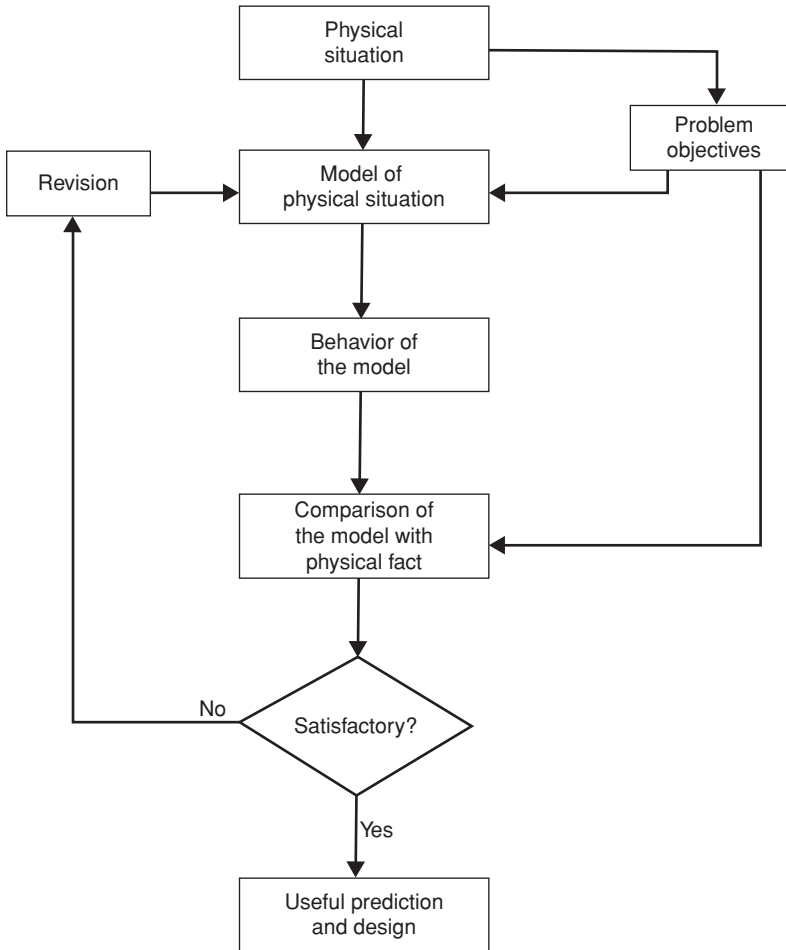 Physical
situation
Problem
objectives
Revision
Model of
physical situation
Behavior of
the model
Comparison of
the model with
physical fact
No
Satisfactory?
Yes
Useful prediction
and design